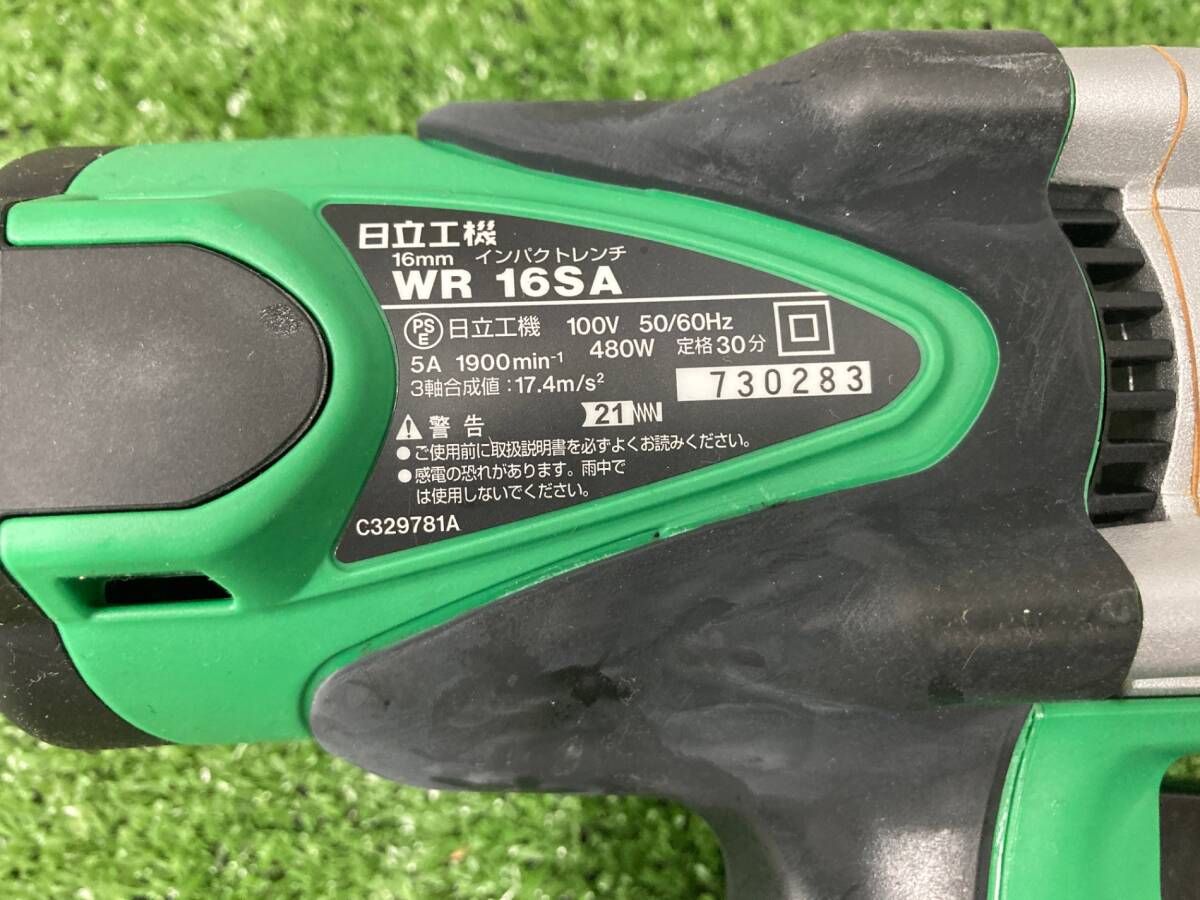 日立工機
16mm インパクトレンチ
WR 16SA
PSE 日立工機 100V 50/60Hz
5A 1900min-1 480W 定格30分
3軸合成値:17.4m/s²
730283
⚠ 警告 21
●ご使用前に取扱説明書を必ずよくお読みください。
●感電の恐れがあります。雨中で
は使用しないでください。
C329781A